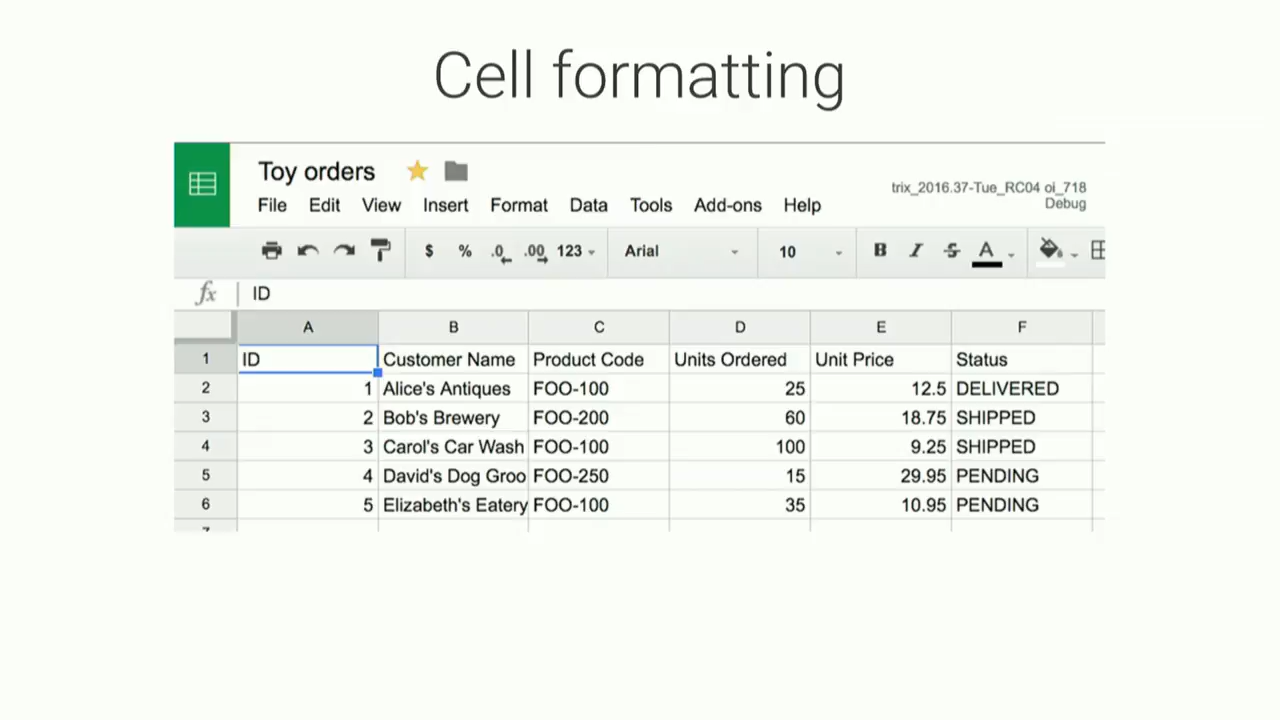 Cell formatting
Toy orders
trix_2016.37-Tue_RC04 oi_718
Debug
File Edit View Insert Format Data Tools Add-ons Help
$ % .0 .00 123 Arial 10 B I S A
fx ID
A B C D E F
1 ID Customer Name Product Code Units Ordered Unit Price Status
2 1 Alice's Antiques FOO-100 25 12.5 DELIVERED
3 2 Bob's Brewery FOO-200 60 18.75 SHIPPED
4 3 Carol's Car Wash FOO-100 100 9.25 SHIPPED
5 4 David's Dog Groo FOO-250 15 29.95 PENDING
6 5 Elizabeth's Eatery FOO-100 35 10.95 PENDING